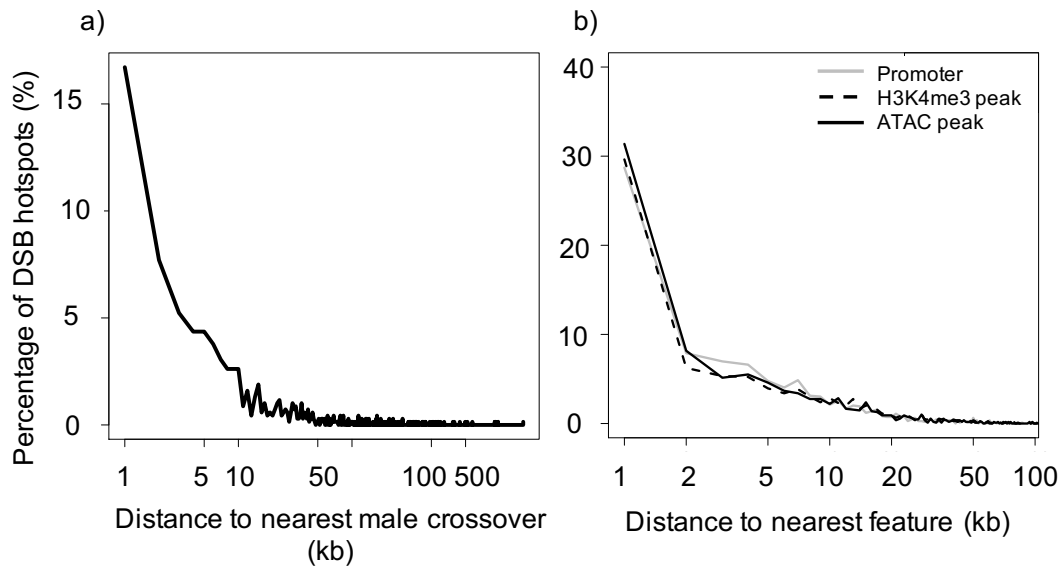 a)
Percentage of DSB hotspots (%)
15
10
5
0
1 5 10 50 100 500
Distance to nearest male crossover
(kb)
b)
Promoter
H3K4me3 peak
ATAC peak
40
30
20
10
0
1 2 5 10 20 50 100
Distance to nearest feature (kb)